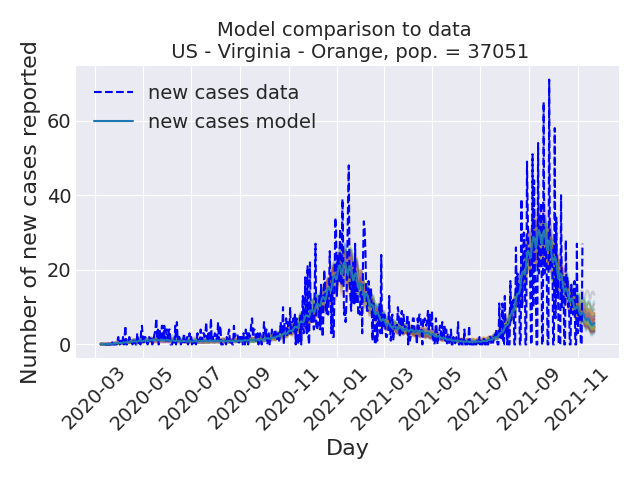 Model comparison to data
US - Virginia - Orange, pop. = 37051
new cases data
new cases model
Number of new cases reported
60
40
20
0
2020-03
2020-05
2020-07
2020-09
2020-11
2021-01
2021-03
2021-05
2021-07
2021-09
2021-11
Day